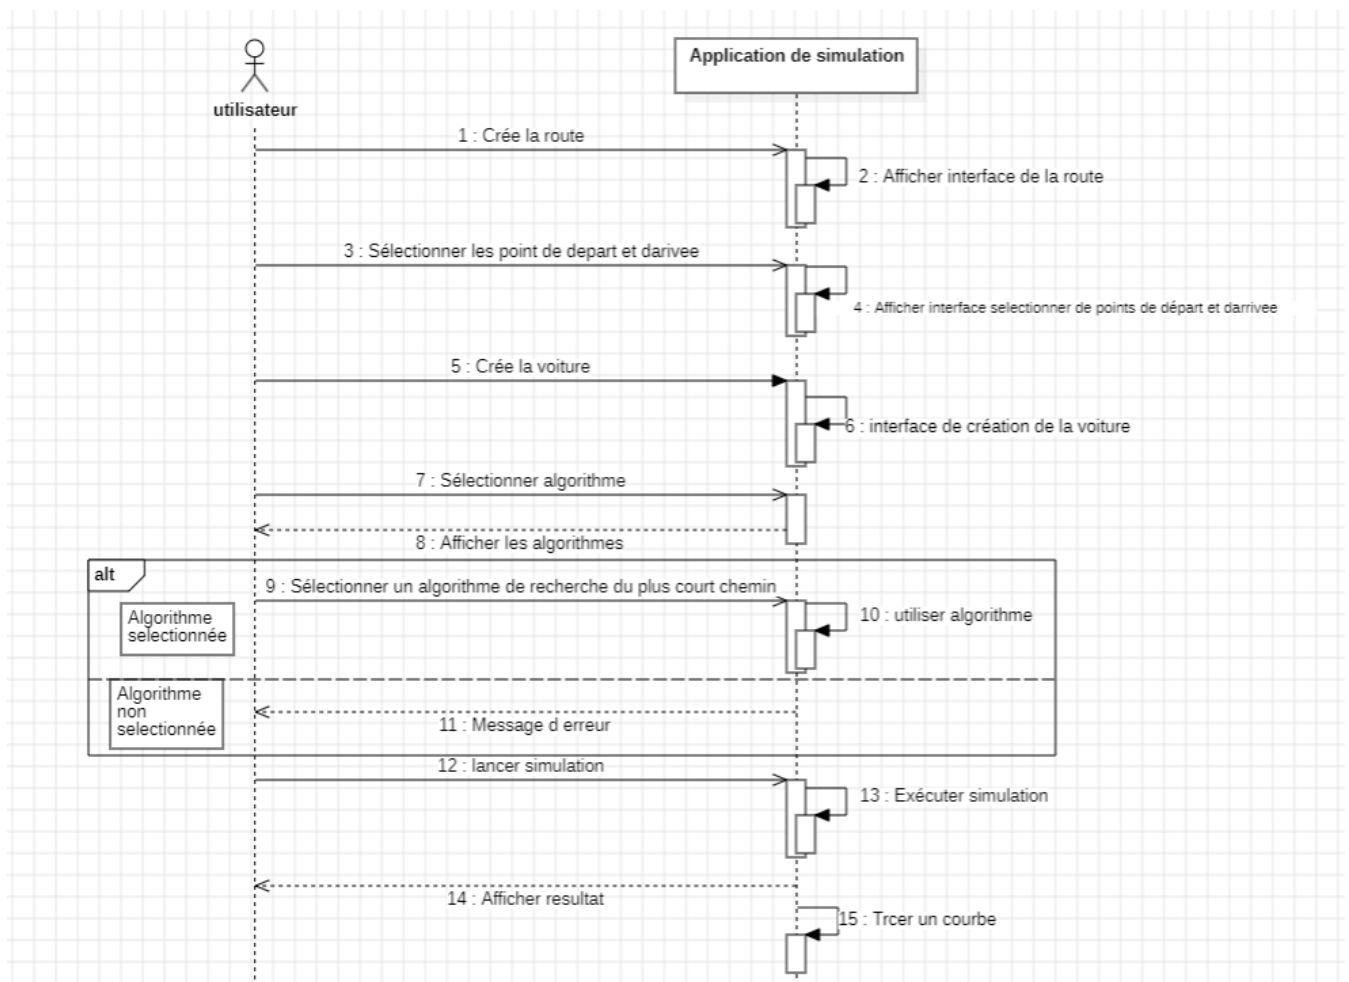 Application de simulation
utilisateur
1 : Crée la route
2 : Afficher interface de la route
3 : Sélectionner les point de depart et darivee
4 : Afficher interface selectionner de points de départ et darrivee
5 : Crée la voiture
6 : interface de création de la voiture
7 : Sélectionner algorithme
8 : Afficher les algorithmes
alt
9 : Sélectionner un algorithme de recherche du plus court chemin
Algorithme
selectionnée
10 : utiliser algorithme
Algorithme
non
selectionnée
11 : Message d erreur
12 : lancer simulation
13 : Exécuter simulation
14 : Afficher resultat
15 : Trcer un courbe